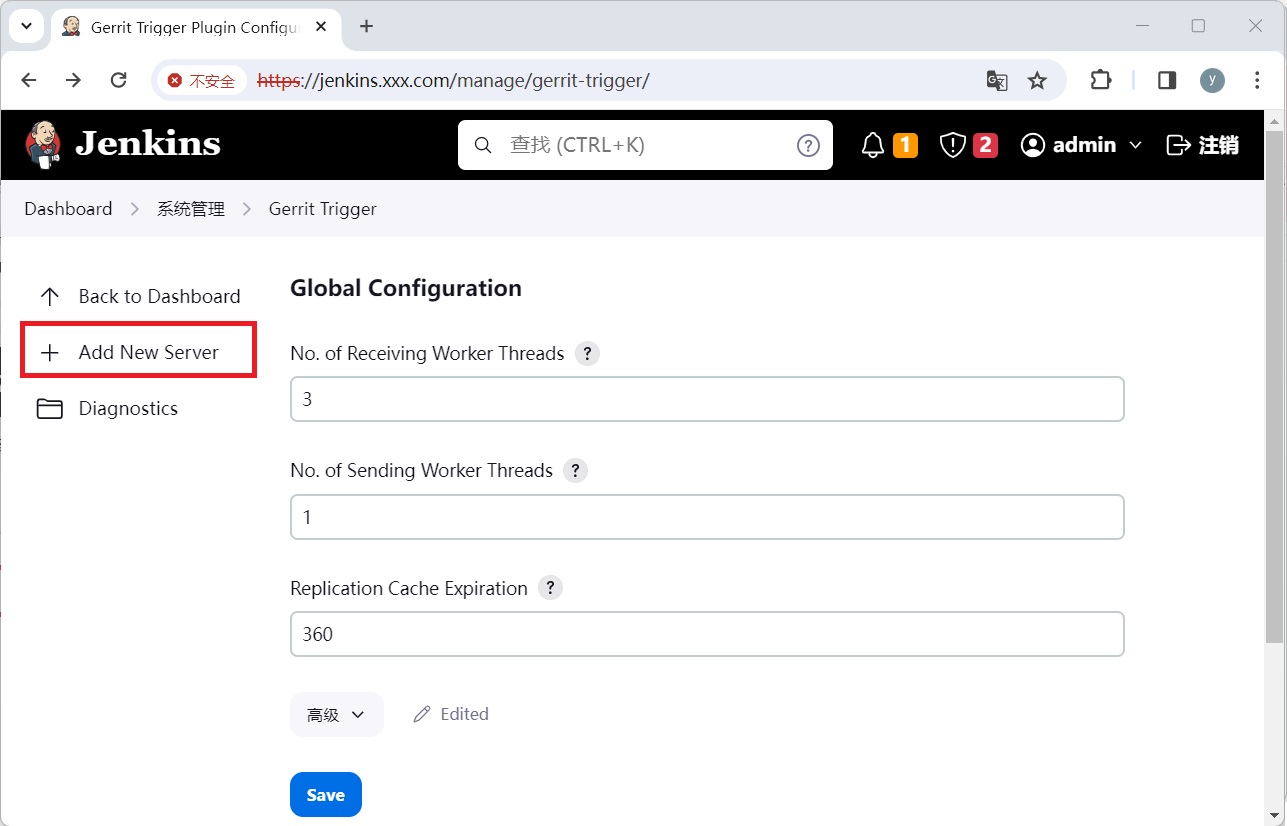 Gerrit Trigger Plugin Configu
不安全 https://jenkins.xxx.com/manage/gerrit-trigger/ y
Jenkins 查找 (CTRL+K) ? 1 2 admin 注销
Dashboard > 系统管理 > Gerrit Trigger
Back to Dashboard
Add New Server
Diagnostics
Global Configuration
No. of Receiving Worker Threads ?
3
No. of Sending Worker Threads ?
1
Replication Cache Expiration ?
360
高级 Edited
Save